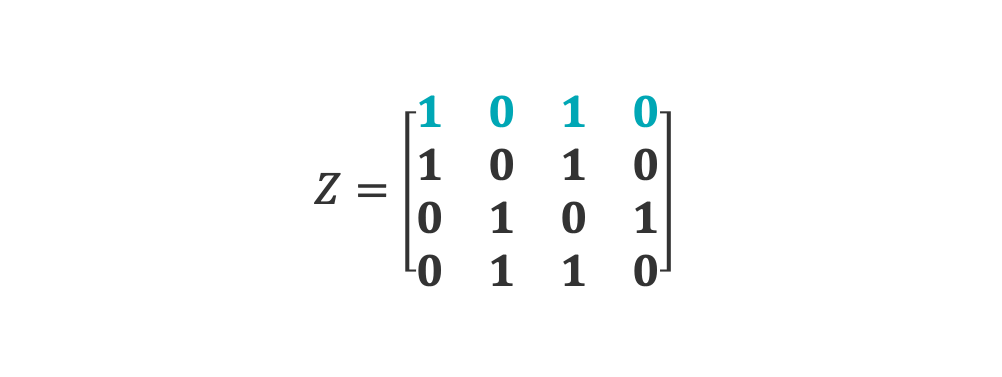 1 0 1 0
Z = 1 0 1 0
0 1 0 1
0 1 1 0